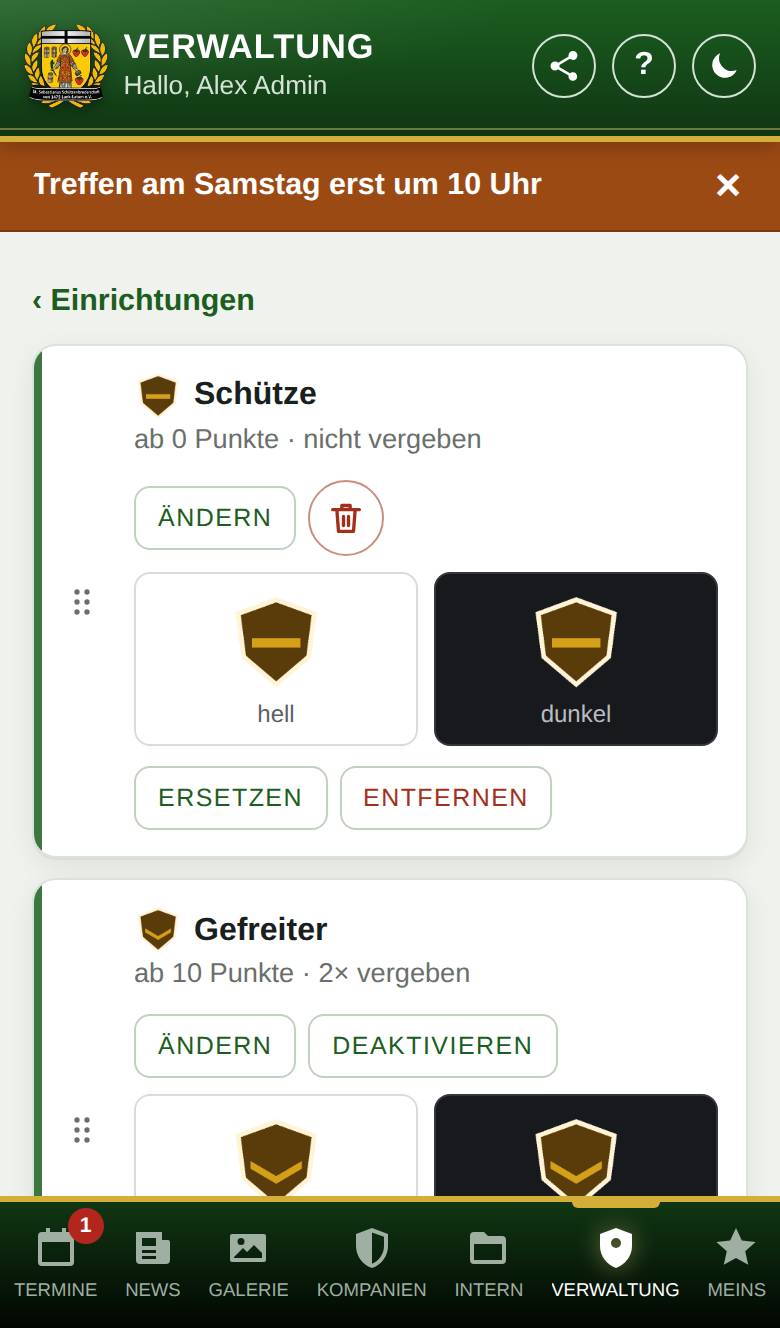 VERWALTUNG
Hallo, Alex Admin
?
Treffen am Samstag erst um 10 Uhr
×
‹ Einrichtungen
Schütze
ab 0 Punkte · nicht vergeben
ÄNDERN
hell
dunkel
ERSETZEN
ENTFERNEN
Gefreiter
ab 10 Punkte · 2× vergeben
ÄNDERN
DEAKTIVIEREN
1
TERMINE
NEWS
GALERIE
KOMPANIEN
INTERN
VERWALTUNG
MEINS